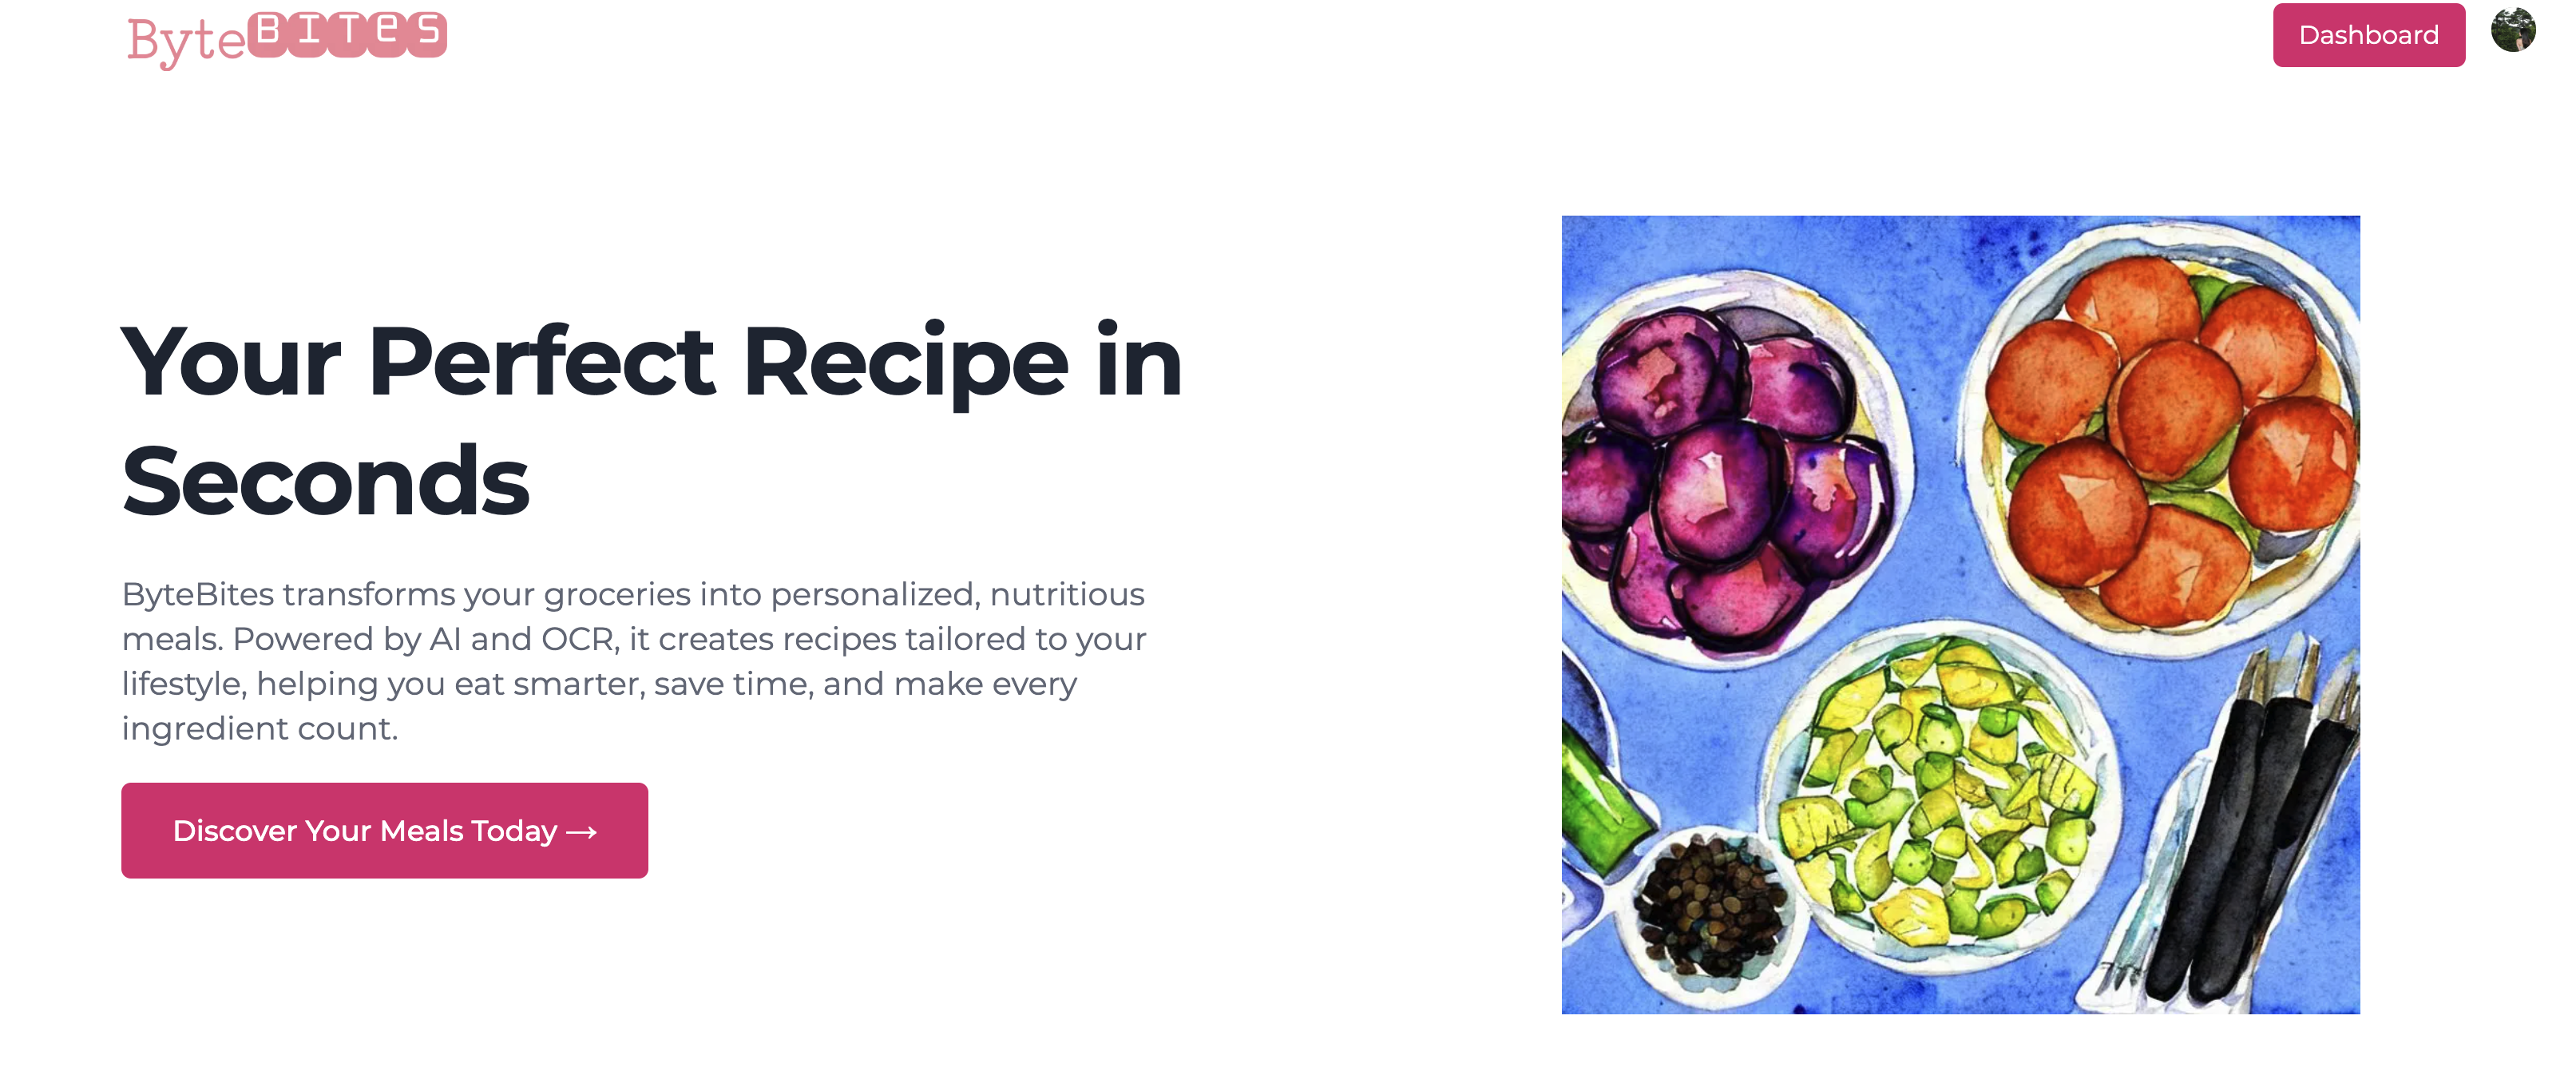 ByteBITeS
Dashboard
Your Perfect Recipe in
Seconds
ByteBites transforms your groceries into personalized, nutritious
meals. Powered by AI and OCR, it creates recipes tailored to your
lifestyle, helping you eat smarter, save time, and make every
ingredient count.
Discover Your Meals Today →